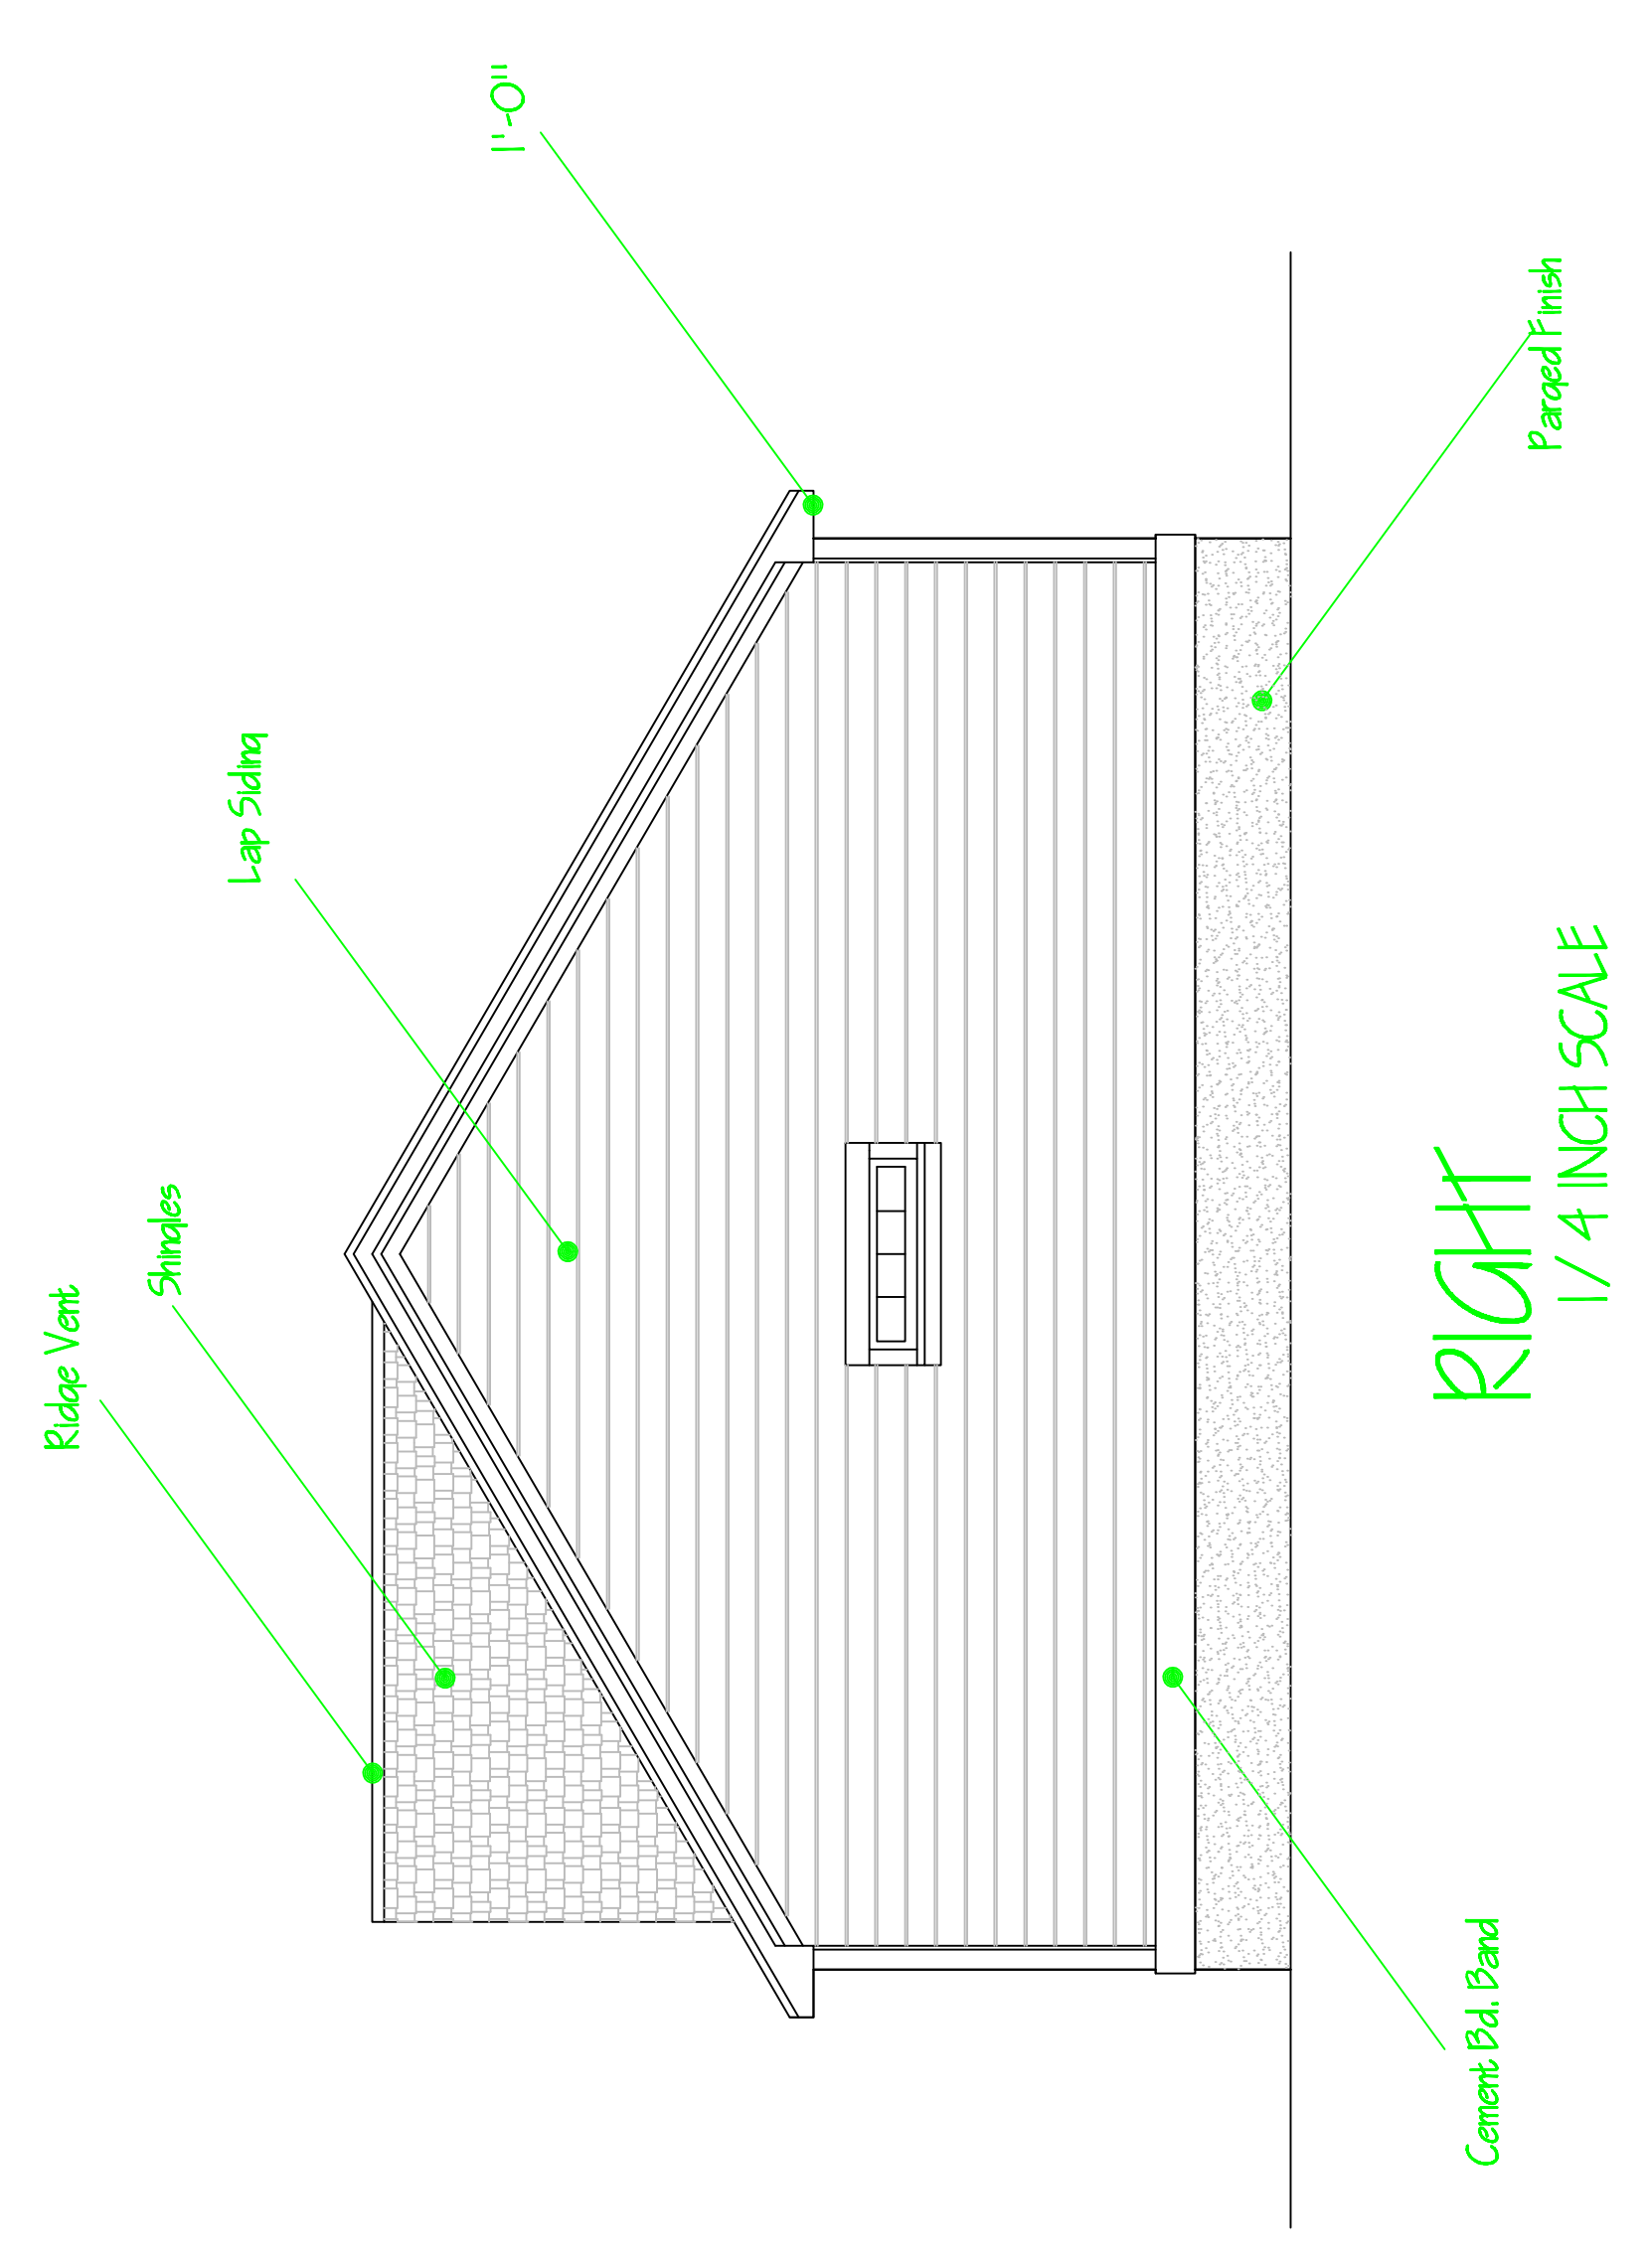 Ridge Vent
Shingles
Lap Siding
1'-0"
Cement Bd. Band
Parged Finish
RIGHT
1/4 INCH SCALE